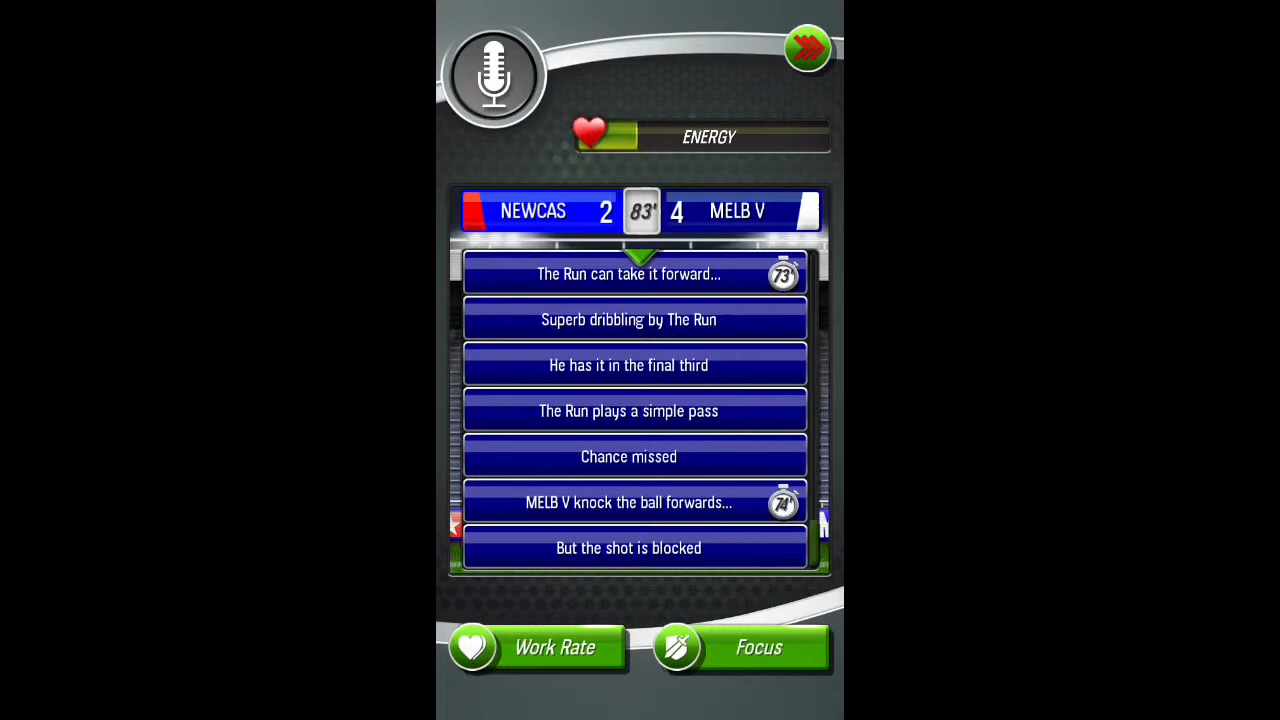 ENERGY
NEWCAS 2 83' 4 MELB V
The Run can take it forward... 73'
Superb dribbling by The Run
He has it in the final third
The Run plays a simple pass
Chance missed
MELB V knock the ball forwards... 74'
But the shot is blocked
Work Rate
Focus